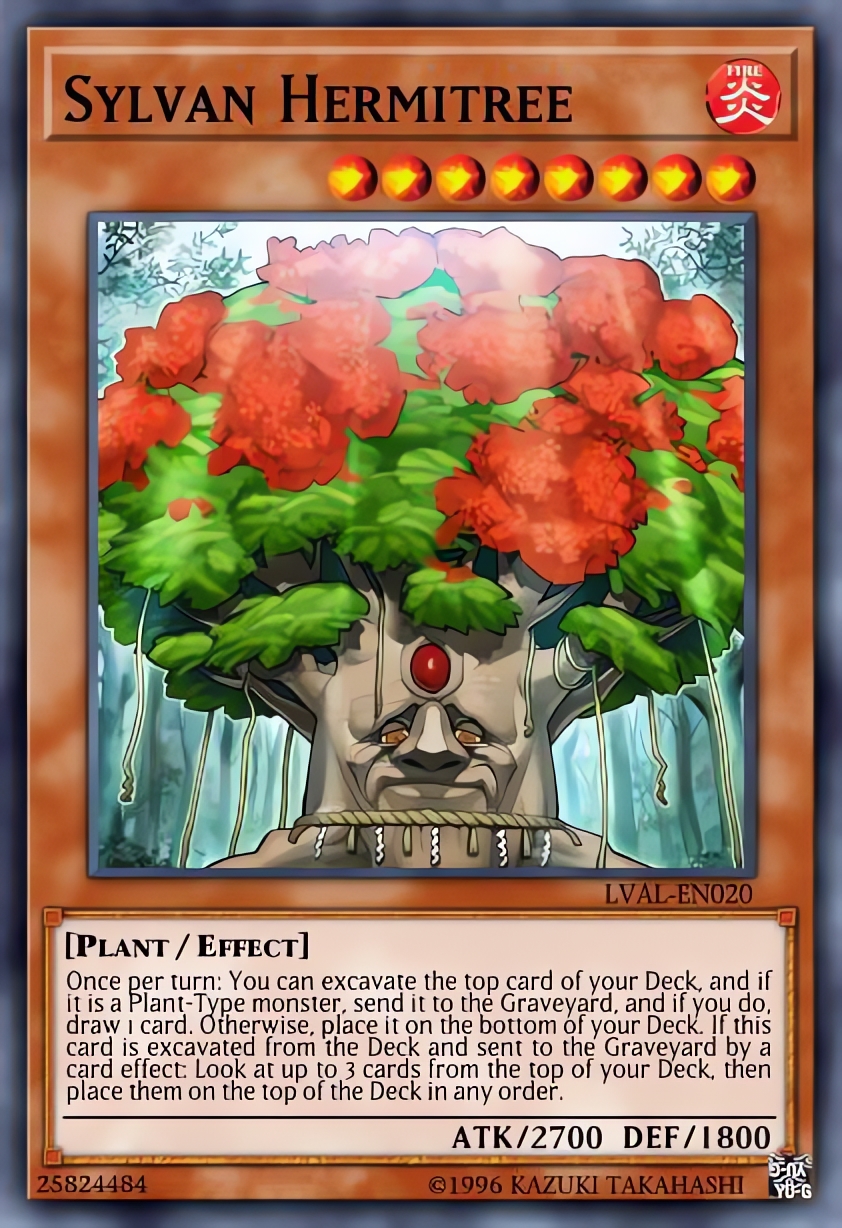 Sylvan Hermitree
FIRE
炎
LVAL-EN020
[Plant / Effect]
Once per turn: You can excavate the top card of your Deck, and if
it is a Plant-Type monster, send it to the Graveyard, and if you do,
draw 1 card. Otherwise, place it on the bottom of your Deck. If this
card is excavated from the Deck and sent to the Graveyard by a
card effect: Look at up to 3 cards from the top of your Deck, then
place them on the top of the Deck in any order.
ATK/2700 DEF/1800
25824484
©1996 KAZUKI TAKAHASHI